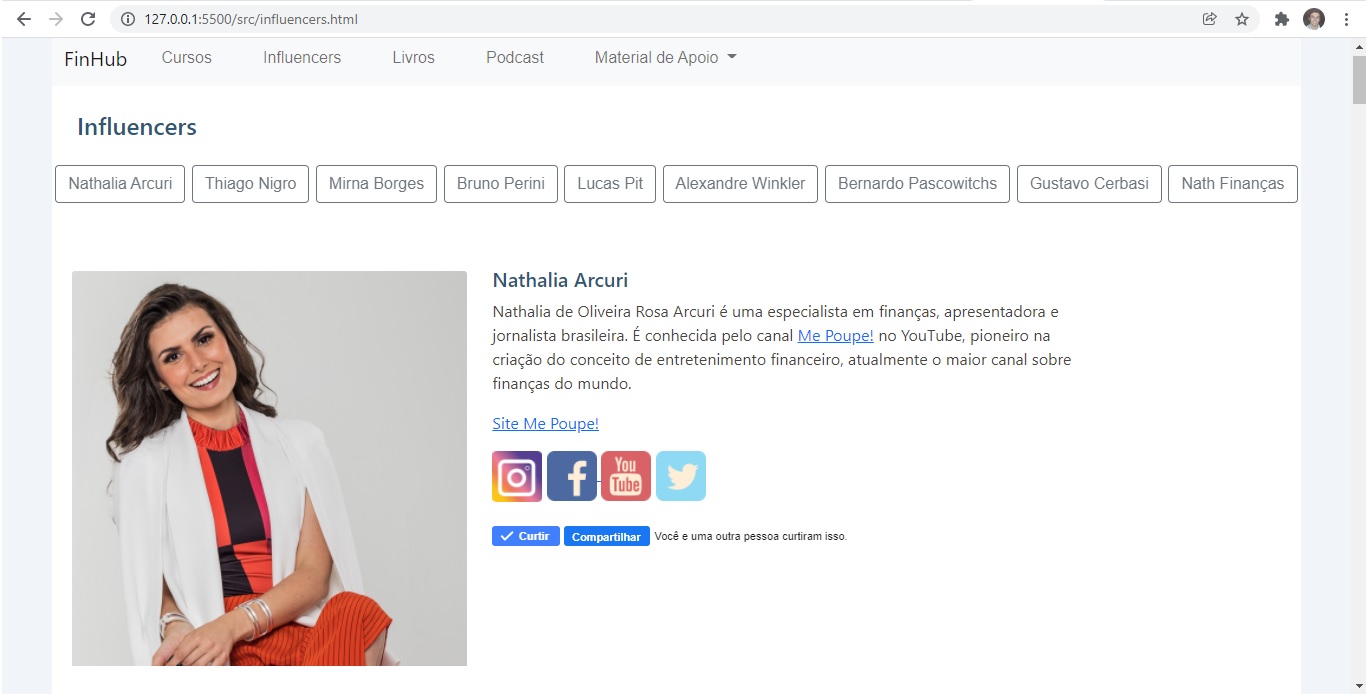 127.0.0.1:5500/src/influencers.html
FinHub Cursos Influencers Livros Podcast Material de Apoio
Influencers
Nathalia Arcuri Thiago Nigro Mirna Borges Bruno Perini Lucas Pit Alexandre Winkler Bernardo Pascowitchs Gustavo Cerbasi Nath Finanças
Nathalia Arcuri
Nathalia de Oliveira Rosa Arcuri é uma especialista em finanças, apresentadora e
jornalista brasileira. É conhecida pelo canal Me Poupe! no YouTube, pioneiro na
criação do conceito de entretenimento financeiro, atualmente o maior canal sobre
finanças do mundo.
Site Me Poupe!
You
Tube
Curtir Compartilhar Você e uma outra pessoa curtiram isso.